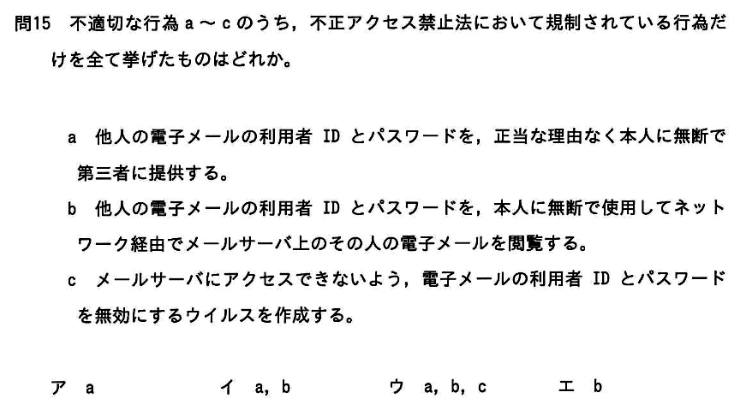 問15 不適切な行為 a ～ c のうち，不正アクセス禁止法において規制されている行為だ
けを全て挙げたものはどれか。
a 他人の電子メールの利用者 ID とパスワードを，正当な理由なく本人に無断で
第三者に提供する。
b 他人の電子メールの利用者 ID とパスワードを，本人に無断で使用してネット
ワーク経由でメールサーバ上のその人の電子メールを閲覧する。
c メールサーバにアクセスできないよう，電子メールの利用者 ID とパスワード
を無効にするウイルスを作成する。
ア a イ a, b ウ a, b, c エ b